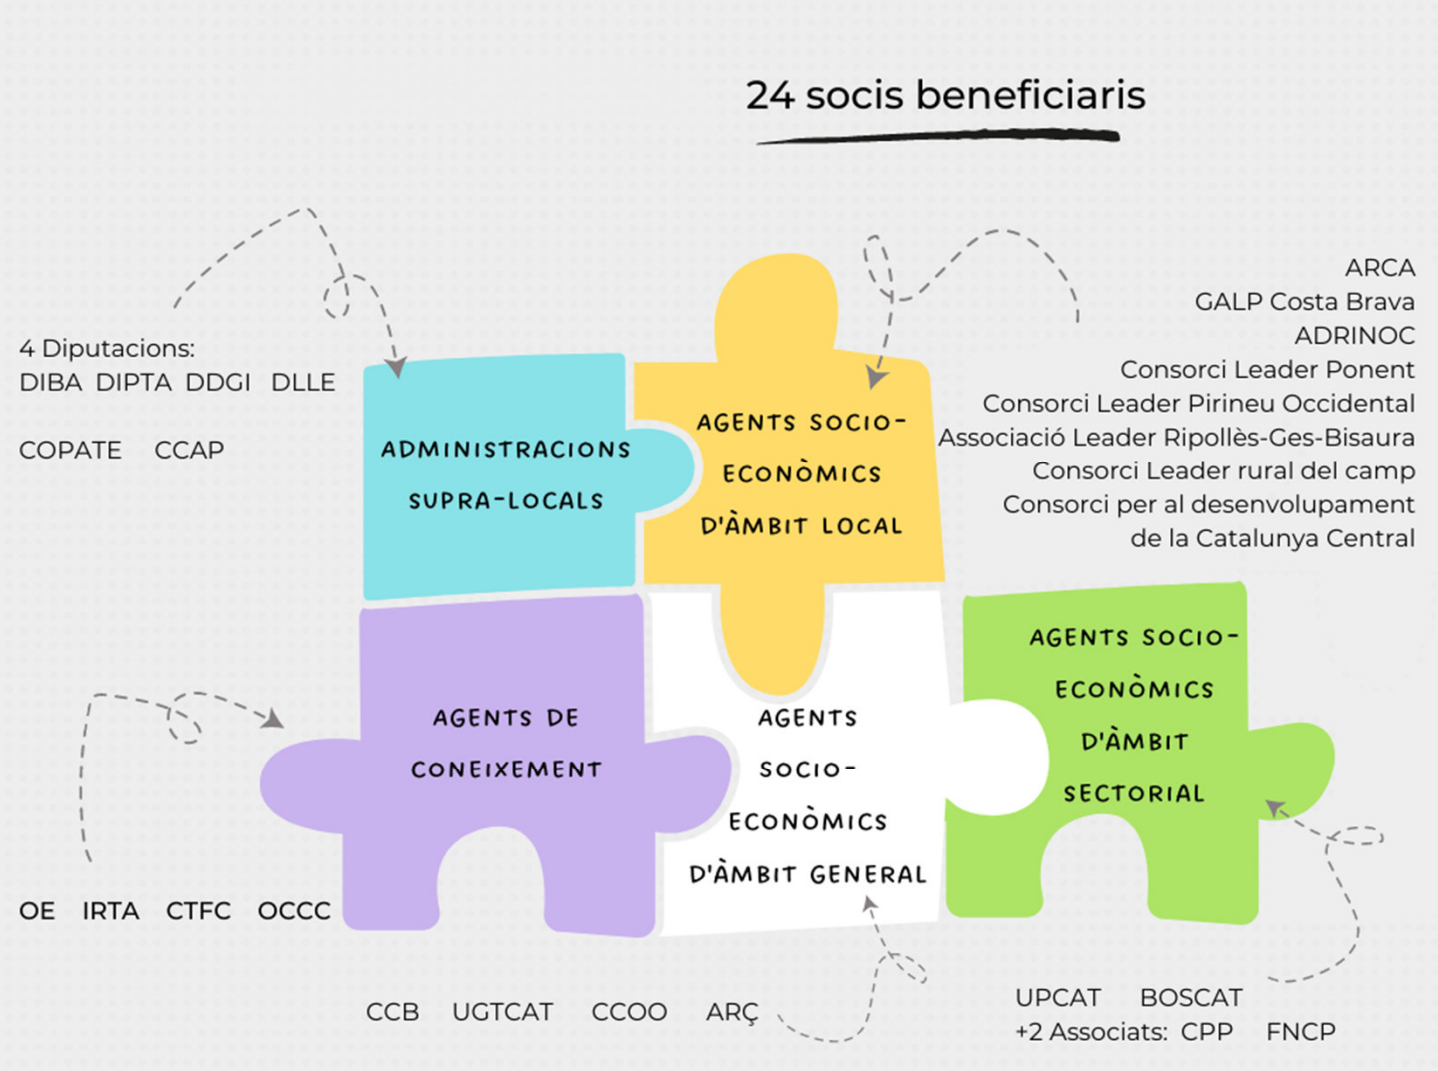 24 socis beneficiaris
4 Diputacions:
DIBA DIPTA DDGI DLLE
COPATE CCAP
ADMINISTRACIONS
SUPRA-LOCALS
AGENTS SOCIO-
ECONÒMICS
D'ÀMBIT LOCAL
ARCA
GALP Costa Brava
ADRINOC
Consorci Leader Ponent
Consorci Leader Pirineu Occidental
Associació Leader Ripollès-Ges-Bisaura
Consorci Leader rural del camp
Consorci per al desenvolupament
de la Catalunya Central
AGENTS DE
CONEIXEMENT
AGENTS
SOCIO-
ECONÒMICS
D'ÀMBIT GENERAL
AGENTS SOCIO-
ECONÒMICS
D'ÀMBIT
SECTORIAL
OE IRTA CTFC OCCC
CCB UGTCAT CCOO ARÇ
UPCAT BOSCAT
+2 Associats: CPP FNCP